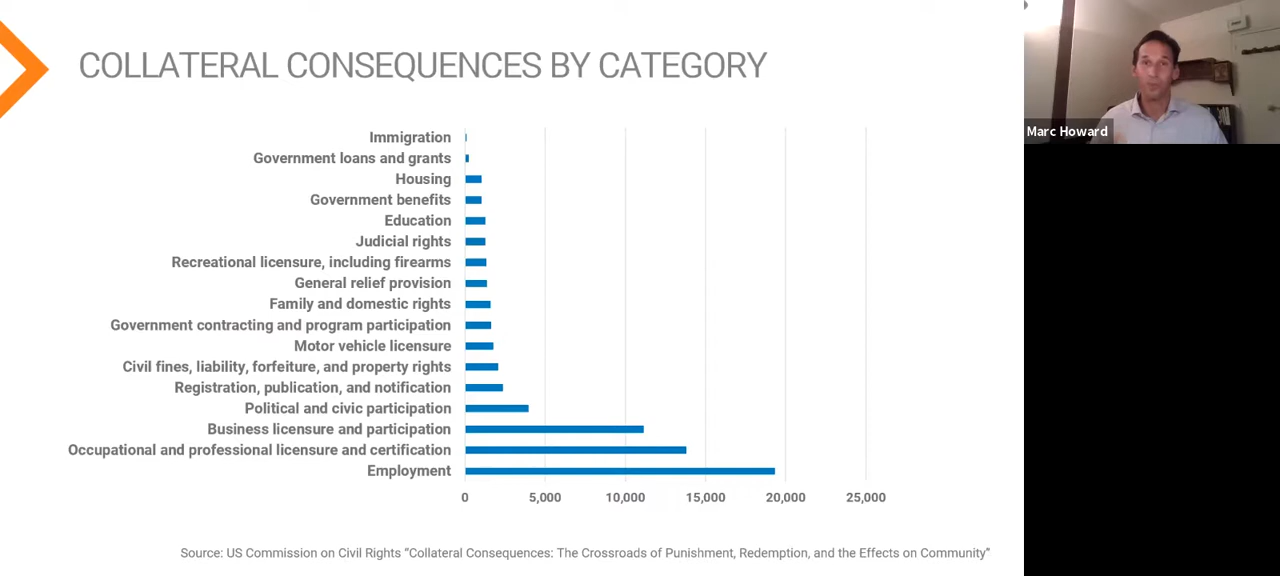 COLLATERAL CONSEQUENCES BY CATEGORY
Marc Howard
Immigration
Government loans and grants
Housing
Government benefits
Education
Judicial rights
Recreational licensure, including firearms
General relief provision
Family and domestic rights
Government contracting and program participation
Motor vehicle licensure
Civil fines, liability, forfeiture, and property rights
Registration, publication, and notification
Political and civic participation
Business licensure and participation
Occupational and professional licensure and certification
Employment
0 5,000 10,000 15,000 20,000 25,000
Source: US Commission on Civil Rights “Collateral Consequences: The Crossroads of Punishment, Redemption, and the Effects on Community”